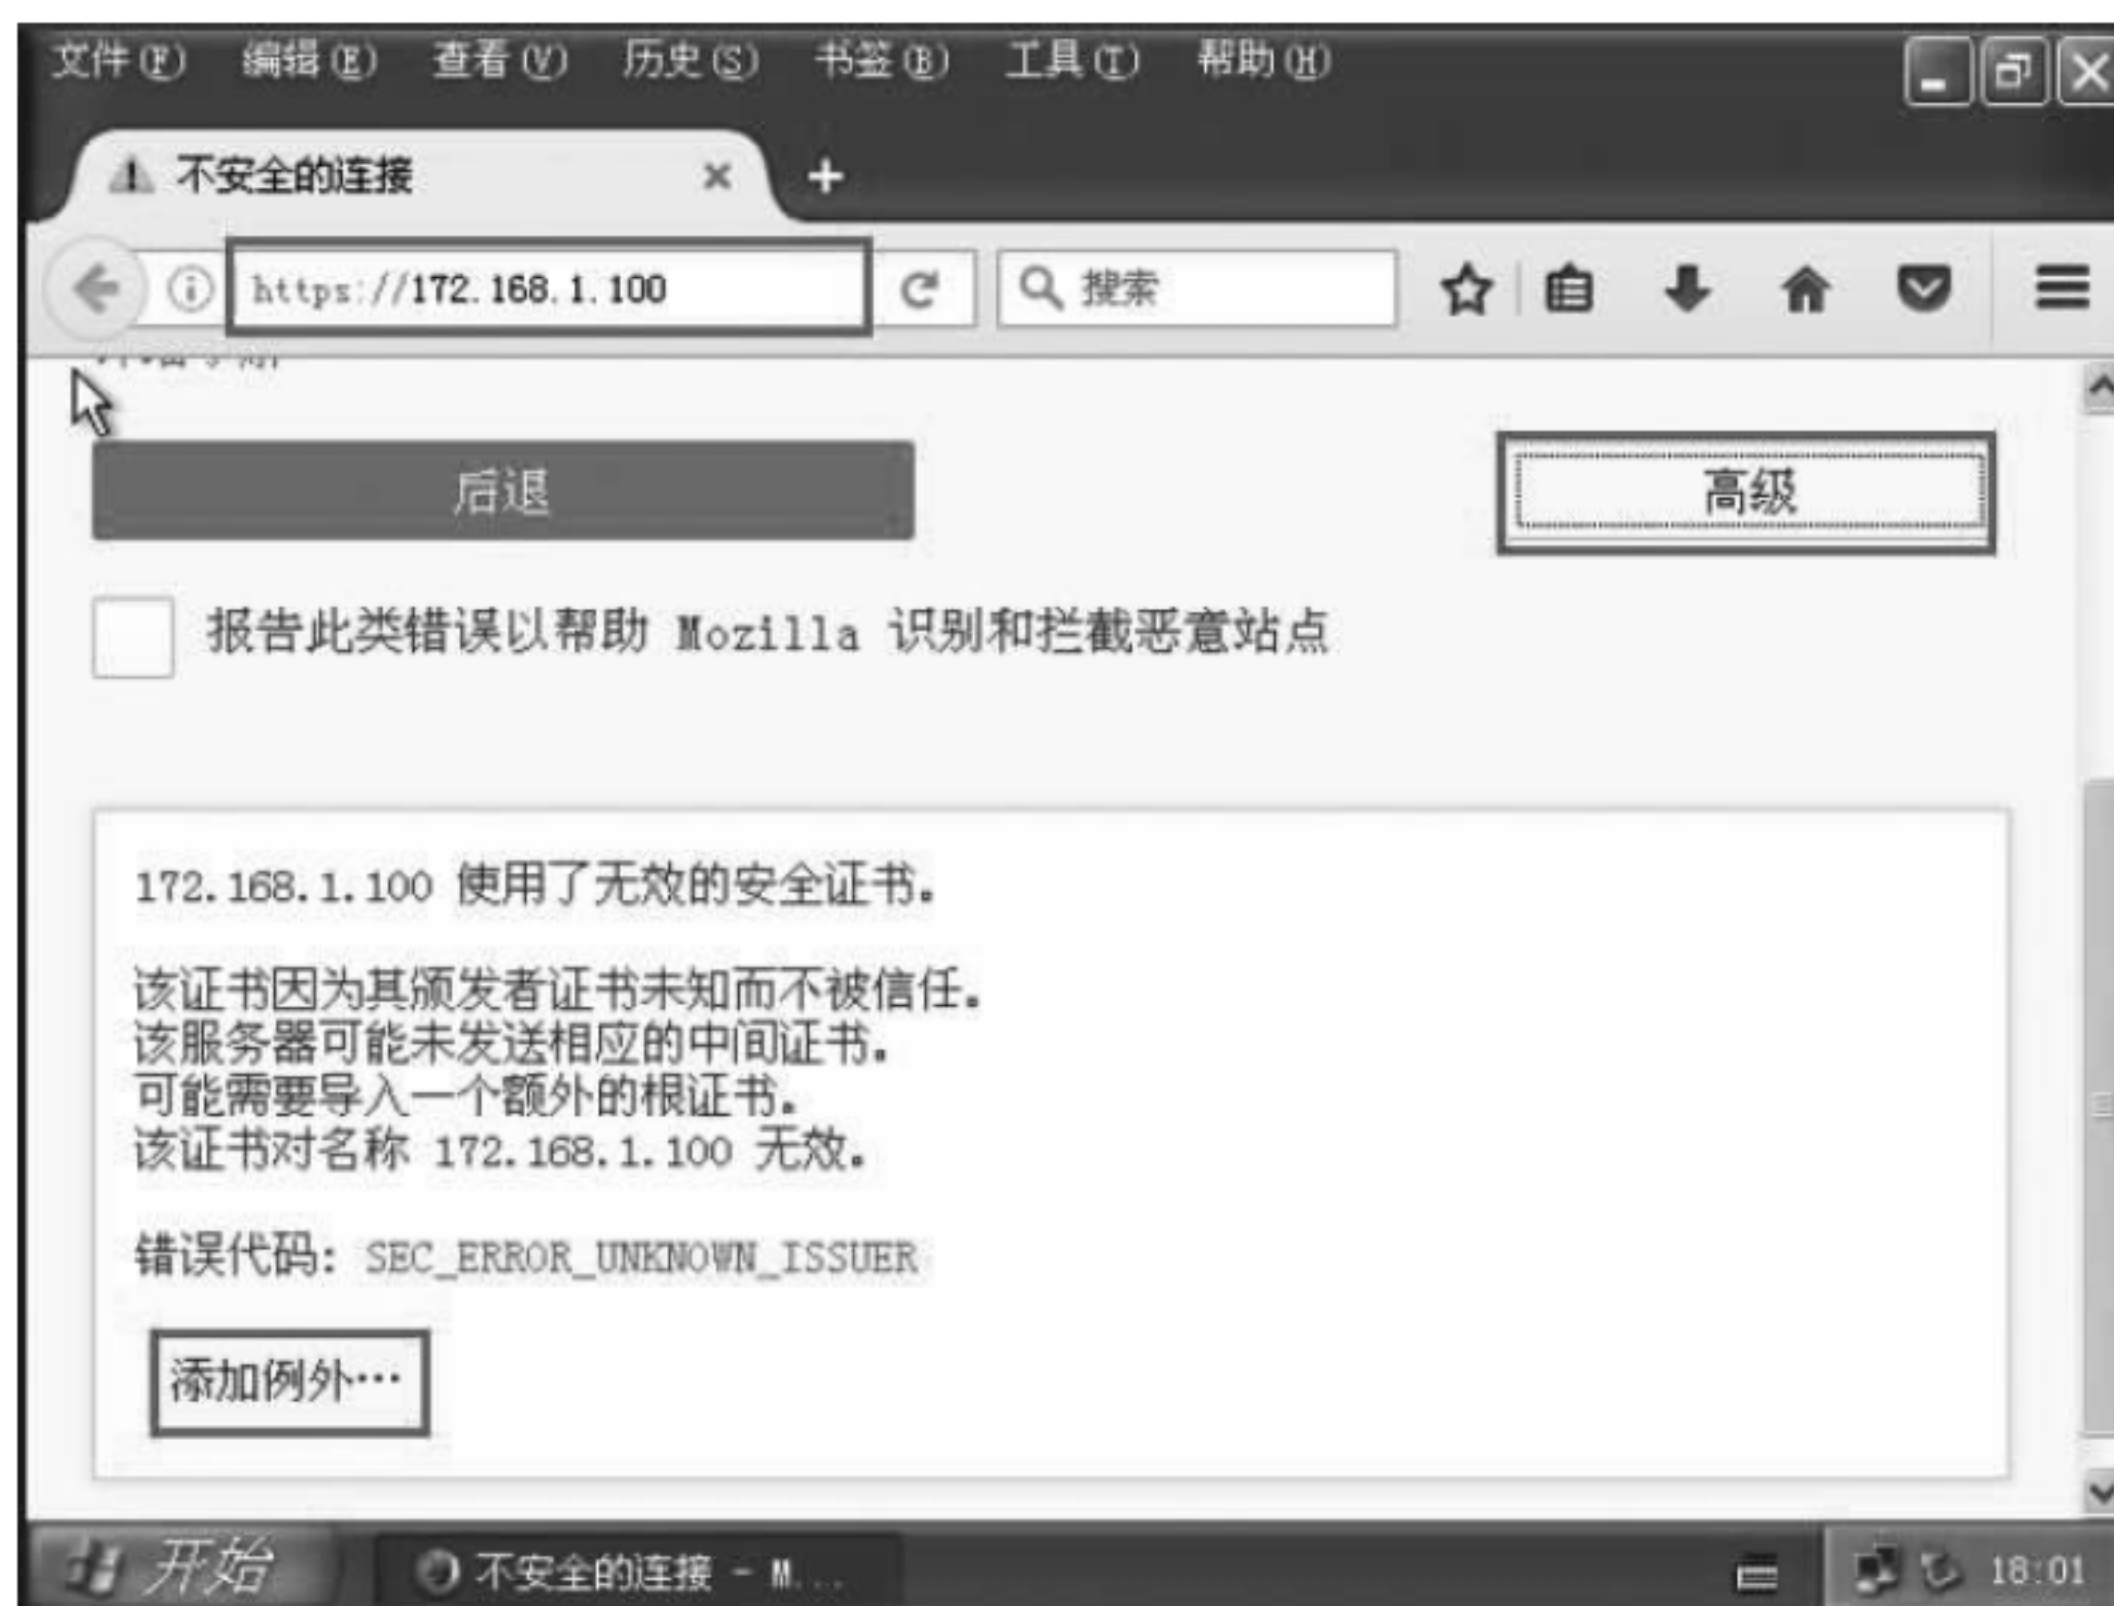 文件(F) 编辑(E) 查看(V) 历史(S) 书签(B) 工具(T) 帮助(H)
不安全的连接
https://172.168.1.100 搜索
后退 高级
报告此类错误以帮助 Mozilla 识别和拦截恶意站点
172.168.1.100 使用了无效的安全证书。
该证书因为其颁发者证书未知而不被信任。
该服务器可能未发送相应的中间证书。
可能需要导入一个额外的根证书。
该证书对名称 172.168.1.100 无效。
错误代码: SEC_ERROR_UNKNOWN_ISSUER
添加例外…
开始 不安全的连接 - M... 18:01